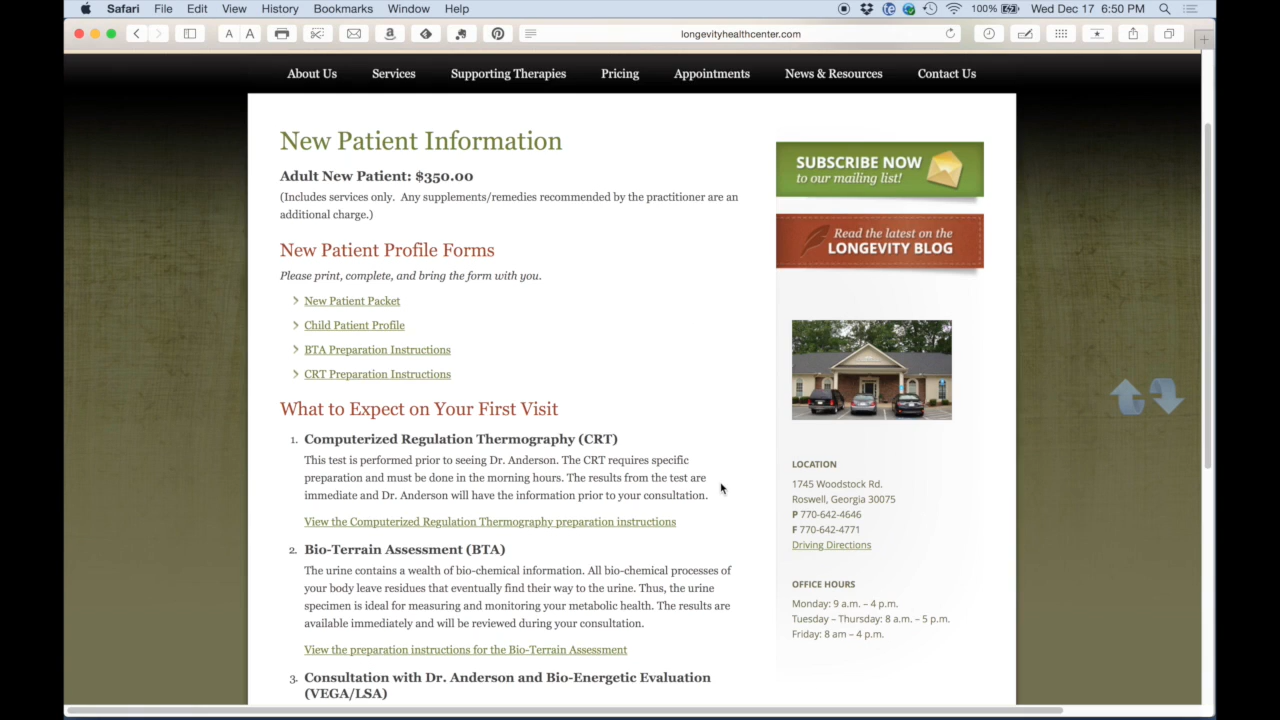 Safari File Edit View History Bookmarks Window Help 100% Wed Dec 17 6:50 PM
A A longevityhealthcenter.com
About Us Services Supporting Therapies Pricing Appointments News & Resources Contact Us
New Patient Information
Adult New Patient: $350.00
(Includes services only. Any supplements/remedies recommended by the practitioner are an
additional charge.)
New Patient Profile Forms
Please print, complete, and bring the form with you.
New Patient Packet
Child Patient Profile
BTA Preparation Instructions
CRT Preparation Instructions
What to Expect on Your First Visit
1. Computerized Regulation Thermography (CRT)
This test is performed prior to seeing Dr. Anderson. The CRT requires specific
preparation and must be done in the morning hours. The results from the test are
immediate and Dr. Anderson will have the information prior to your consultation.
View the Computerized Regulation Thermography preparation instructions
2. Bio-Terrain Assessment (BTA)
The urine contains a wealth of bio-chemical information. All bio-chemical processes of
your body leave residues that eventually find their way to the urine. Thus, the urine
specimen is ideal for measuring and monitoring your metabolic health. The results are
available immediately and will be reviewed during your consultation.
View the preparation instructions for the Bio-Terrain Assessment
3. Consultation with Dr. Anderson and Bio-Energetic Evaluation
(VEGA/LSA)
SUBSCRIBE NOW
to our mailing list!
Read the latest on the
LONGEVITY BLOG
LOCATION
1745 Woodstock Rd.
Roswell, Georgia 30075
P 770-642-4646
F 770-642-4771
Driving Directions
OFFICE HOURS
Monday: 9 a.m. – 4 p.m.
Tuesday – Thursday: 8 a.m. – 5 p.m.
Friday: 8 am – 4 p.m.